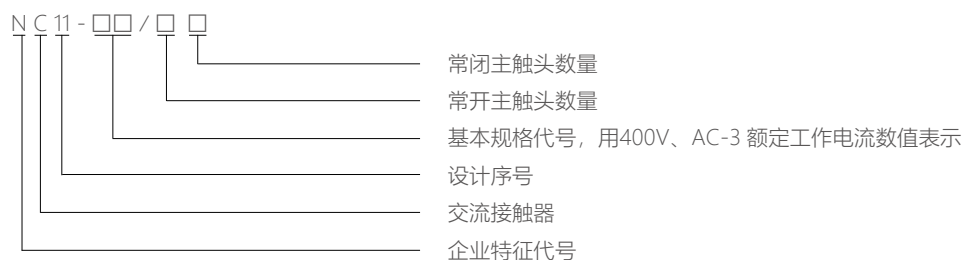 N C 11 - □□ / □ □
常闭主触头数量
常开主触头数量
基本规格代号，用400V、AC-3 额定工作电流数值表示
设计序号
交流接触器
企业特征代号